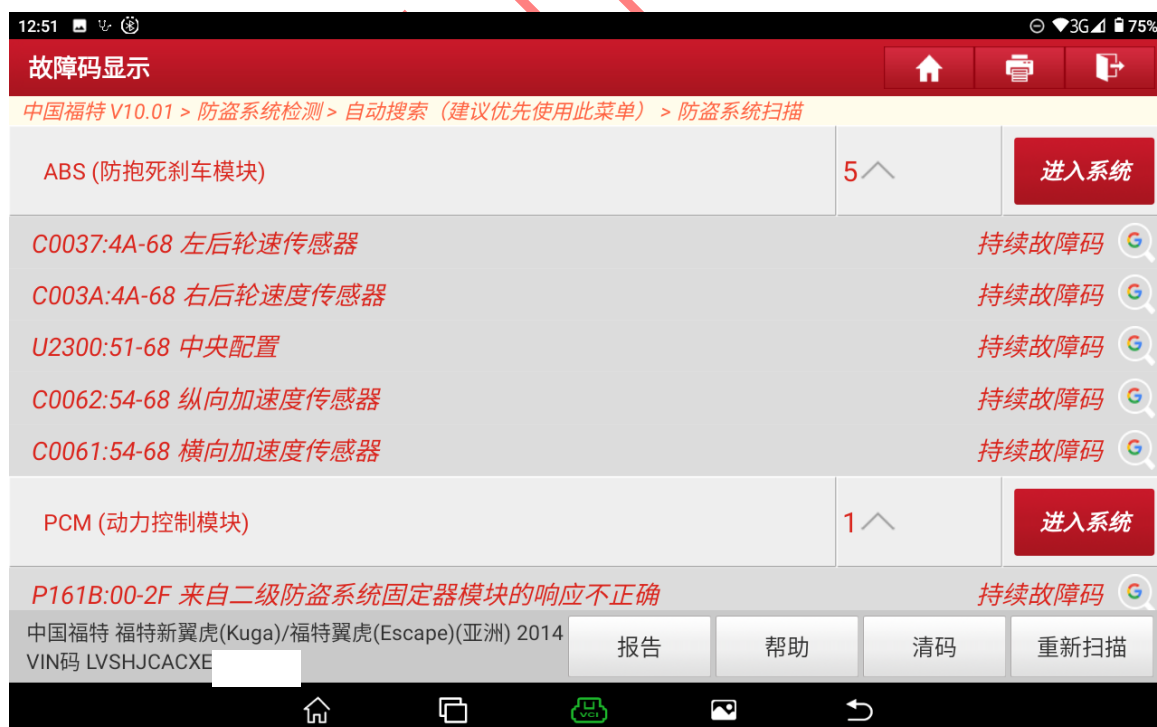 12:51 3G 75%
故障码显示
中国福特 V10.01 > 防盗系统检测 > 自动搜索（建议优先使用此菜单） > 防盗系统扫描
ABS (防抱死刹车模块) 5 进入系统
C0037:4A-68 左后轮速传感器 持续故障码
C003A:4A-68 右后轮速度传感器 持续故障码
U2300:51-68 中央配置 持续故障码
C0062:54-68 纵向加速度传感器 持续故障码
C0061:54-68 横向加速度传感器 持续故障码
PCM (动力控制模块) 1 进入系统
P161B:00-2F 来自二级防盗系统固定器模块的响应不正确 持续故障码
中国福特 福特新翼虎(Kuga)/福特翼虎(Escape)(亚洲) 2014
VIN码 LVSHJCACXE
报告 帮助 清码 重新扫描
VCI